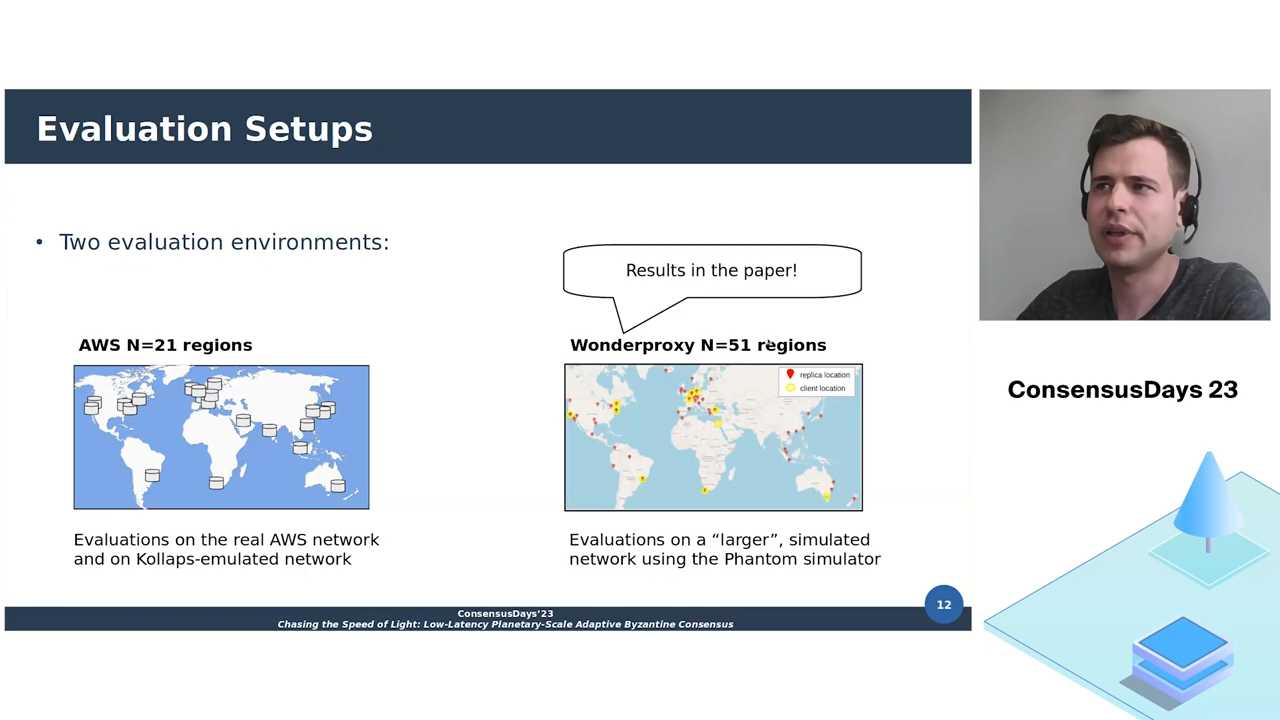 Evaluation Setups
• Two evaluation environments:
Results in the paper!
AWS N=21 regions
Wonderproxy N=51 regions
replica location
client location
Evaluations on the real AWS network
and on Kollaps-emulated network
Evaluations on a “larger”, simulated
network using the Phantom simulator
12
ConsensusDays’23
Chasing the Speed of Light: Low-Latency Planetary-Scale Adaptive Byzantine Consensus
ConsensusDays 23